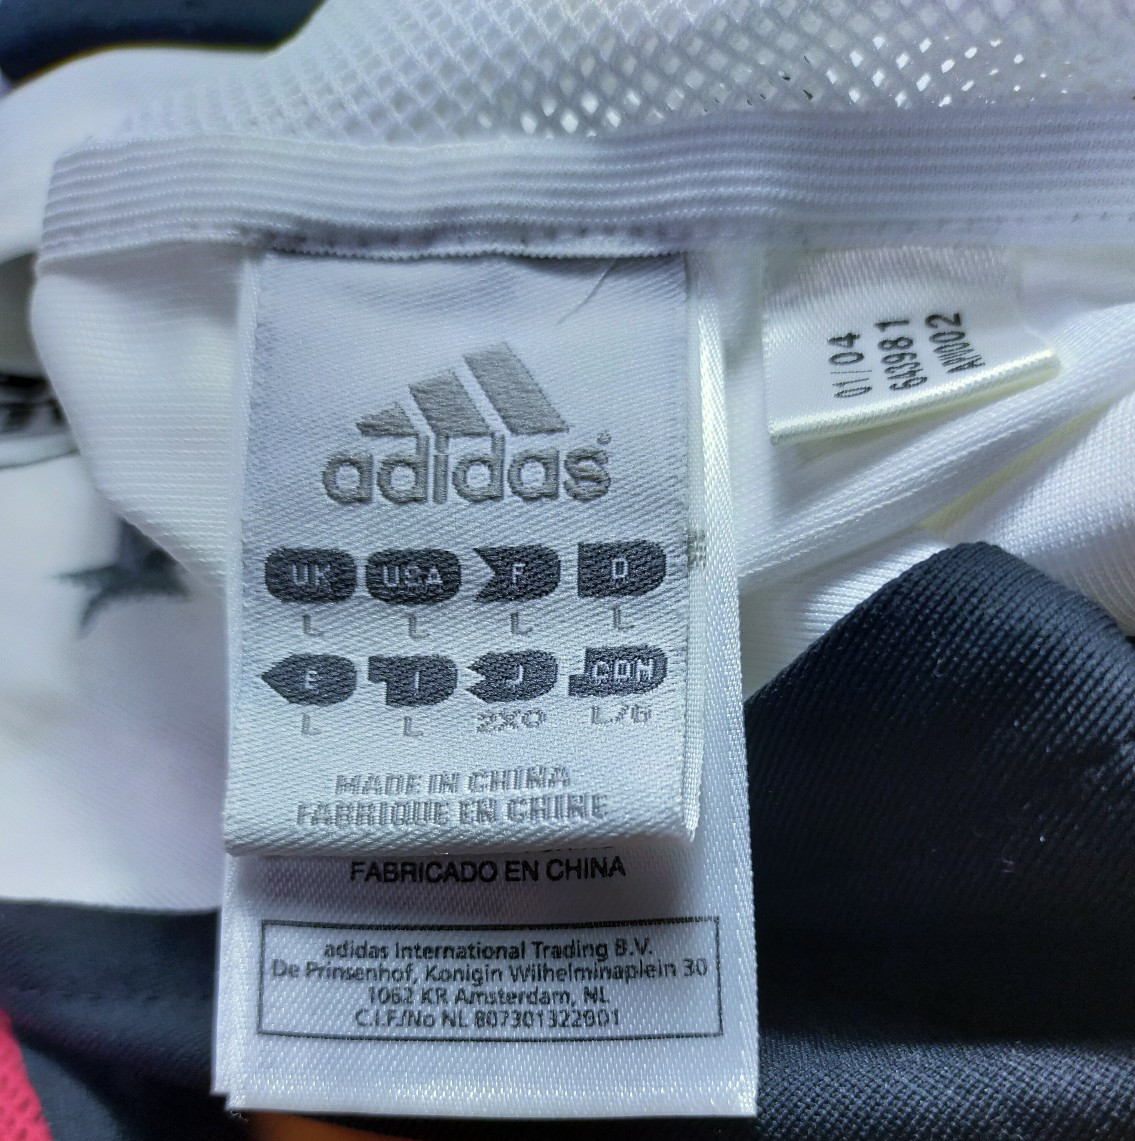 adidas
UK USA F D
L L L L
E I J CDN
L L 2XO L/G
MADE IN CHINA
FABRIQUE EN CHINE
FABRICADO EN CHINA
adidas International Trading B.V.
De Prinsenhof, Konigin Wilhelminaplein 30
1062 KR Amsterdam, NL
C.I.F./No NL 807301322B01
01/04
643981